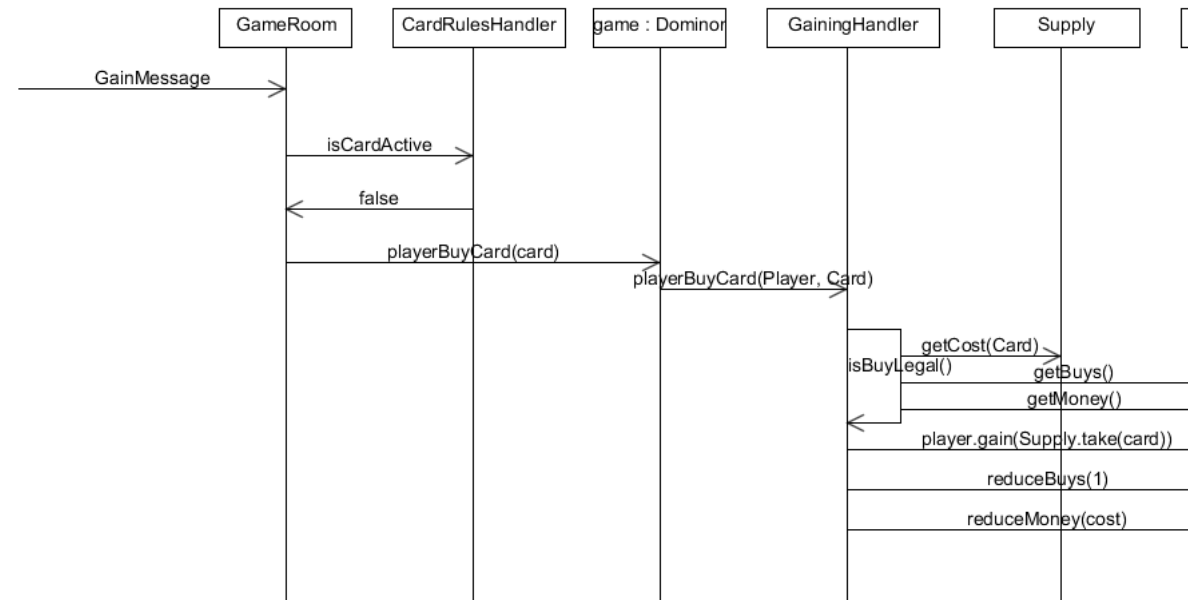 GameRoom
CardRulesHandler
game : Dominor
GainingHandler
Supply
GainMessage
isCardActive
false
playerBuyCard(card)
playerBuyCard(Player, Card)
getCost(Card)
isBuyLegal()
getBuys()
getMoney()
player.gain(Supply.take(card))
reduceBuys(1)
reduceMoney(cost)